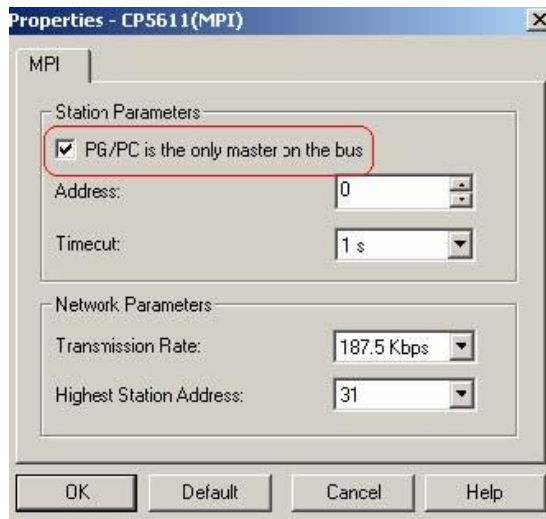 Properties - CP5611(MPI)
MPI
Station Parameters
PG/PC is the only master on the bus
Address:
0
Timeout:
1 s
Network Parameters
Transmission Rate:
187.5 Kbps
Highest Station Address:
31
OK
Default
Cancel
Help